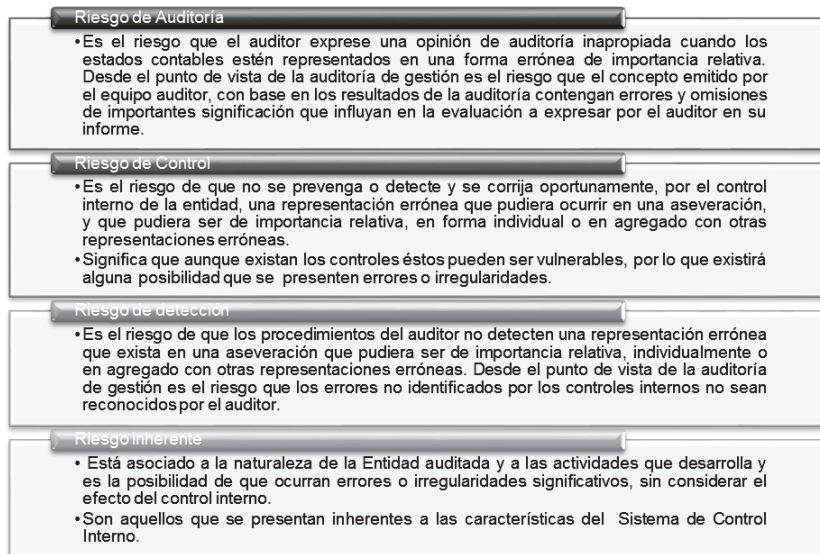 Riesgo de Auditoría
•Es el riesgo que el auditor exprese una opinión de auditoría inapropiada cuando los
estados contables estén representados en una forma errónea de importancia relativa.
Desde el punto de vista de la auditoría de gestión es el riesgo que el concepto emitido por
el equipo auditor, con base en los resultados de la auditoría contengan errores y omisiones
de importantes significación que influyan en la evaluación a expresar por el auditor en su
informe.
Riesgo de Control
•Es el riesgo de que no se prevenga o detecte y se corrija oportunamente, por el control
interno de la entidad, una representación errónea que pudiera ocurrir en una aseveración,
y que pudiera ser de importancia relativa, en forma individual o en agregado con otras
representaciones erróneas.
•Significa que aunque existan los controles éstos pueden ser vulnerables, por lo que existirá
alguna posibilidad que se presenten errores o irregularidades.
Riesgo de detección
•Es el riesgo de que los procedimientos del auditor no detecten una representación errónea
que exista en una aseveración que pudiera ser de importancia relativa, individualmente o
en agregado con otras representaciones erróneas. Desde el punto de vista de la auditoría
de gestión es el riesgo que los errores no identificados por los controles internos no sean
reconocidos por el auditor.
Riesgo inherente
• Está asociado a la naturaleza de la Entidad auditada y a las actividades que desarrolla y
es la posibilidad de que ocurran errores o irregularidades significativos, sin considerar el
efecto del control interno.
•Son aquellos que se presentan inherentes a las características del Sistema de Control
Interno.